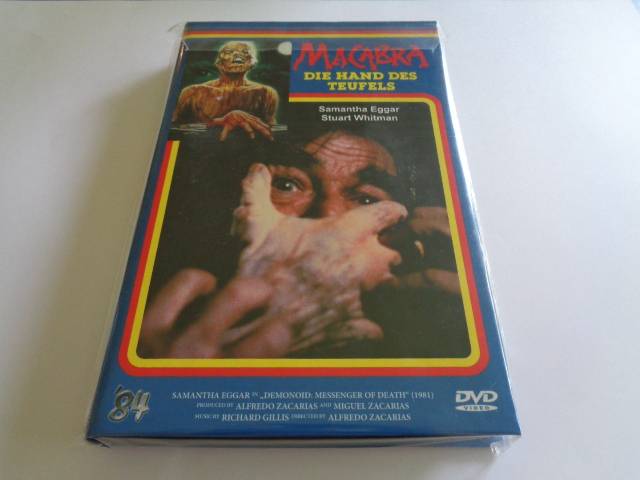 MACABRA
DIE HAND DES
TEUFELS
Samantha Eggar
Stuart Whitman
SAMANTHA EGGAR IN „DEMONOID: MESSENGER OF DEATH" (1981)
PRODUCED BY ALFREDO ZACARIAS AND MIGUEL ZACARIAS
MUSIC BY RICHARD GILLIS DIRECTED BY ALFREDO ZACARIAS
'84
DVD
VIDEO